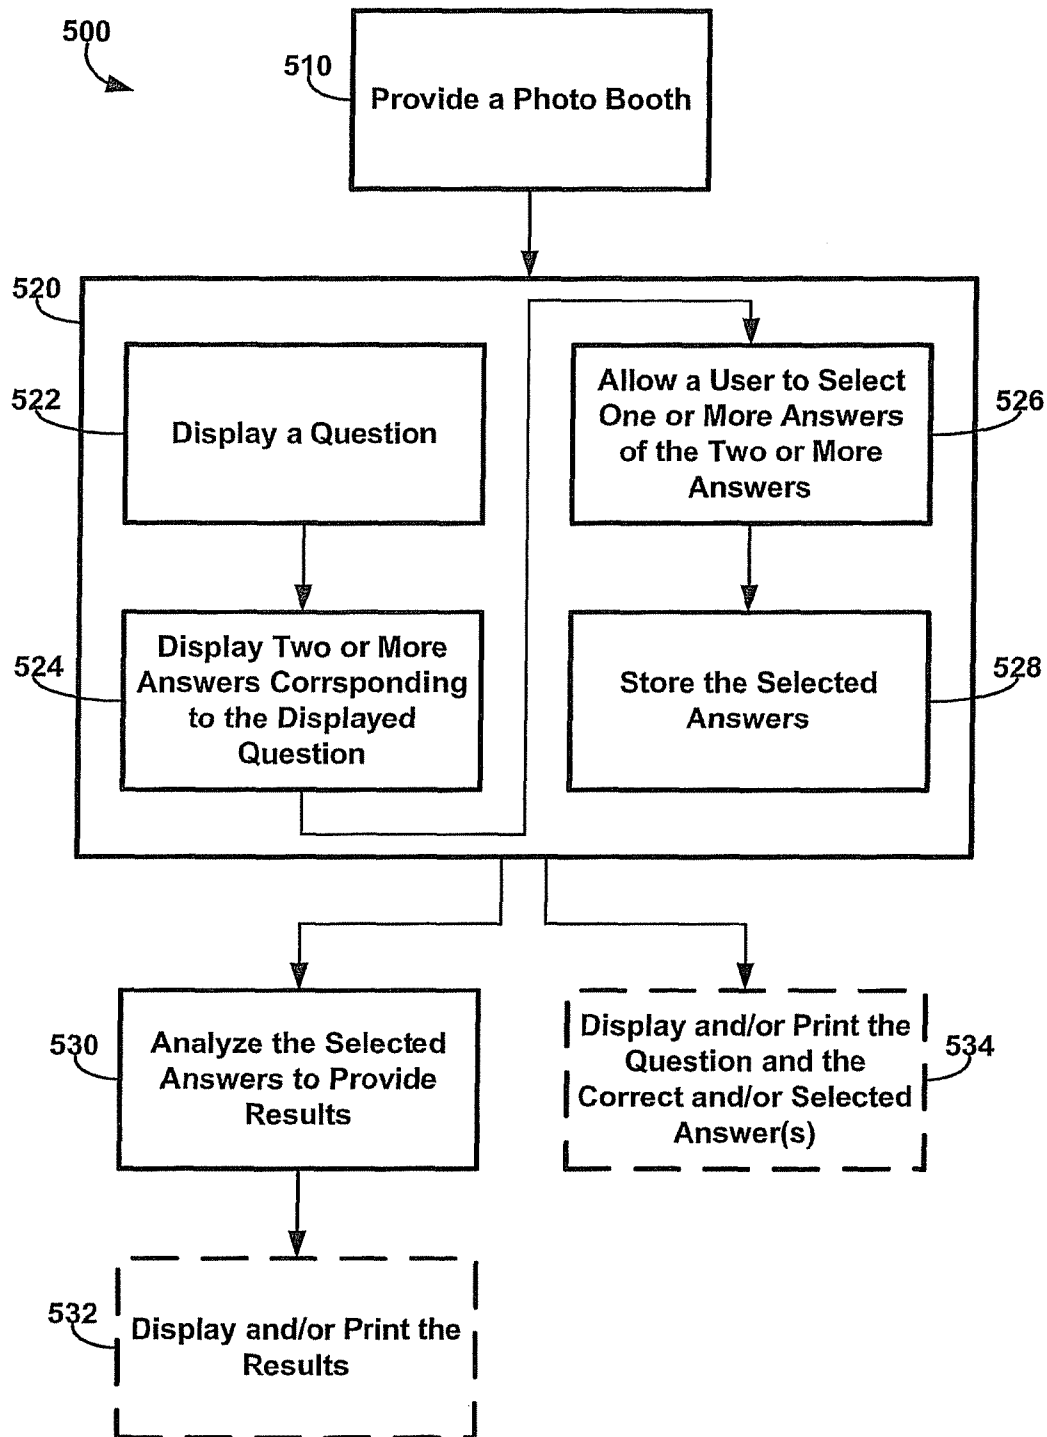 500
510
Provide a Photo Booth
520
522
Display a Question
524
Display Two or More
Answers Corrsponding
to the Displayed
Question
Allow a User to Select
One or More Answers
of the Two or More
Answers
526
Store the Selected
Answers
528
530
Analyze the Selected
Answers to Provide
Results
Display and/or Print the
Question and the
Correct and/or Selected
Answer(s)
534
532
Display and/or Print the
Results